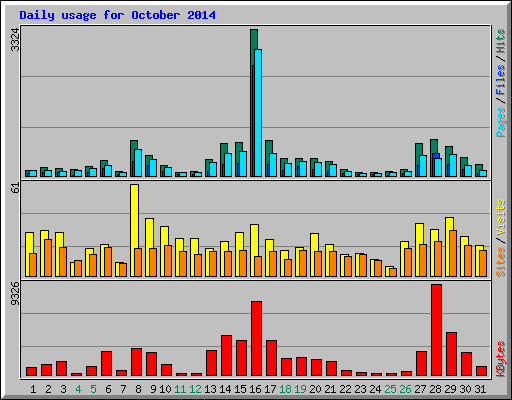 Daily usage for October 2014
3324
Pages / Files / Hits
61
Sites / Visits
9326
KBytes
1 2 3 4 5 6 7 8 9 10 11 12 13 14 15 16 17 18 19 20 21 22 23 24 25 26 27 28 29 30 31